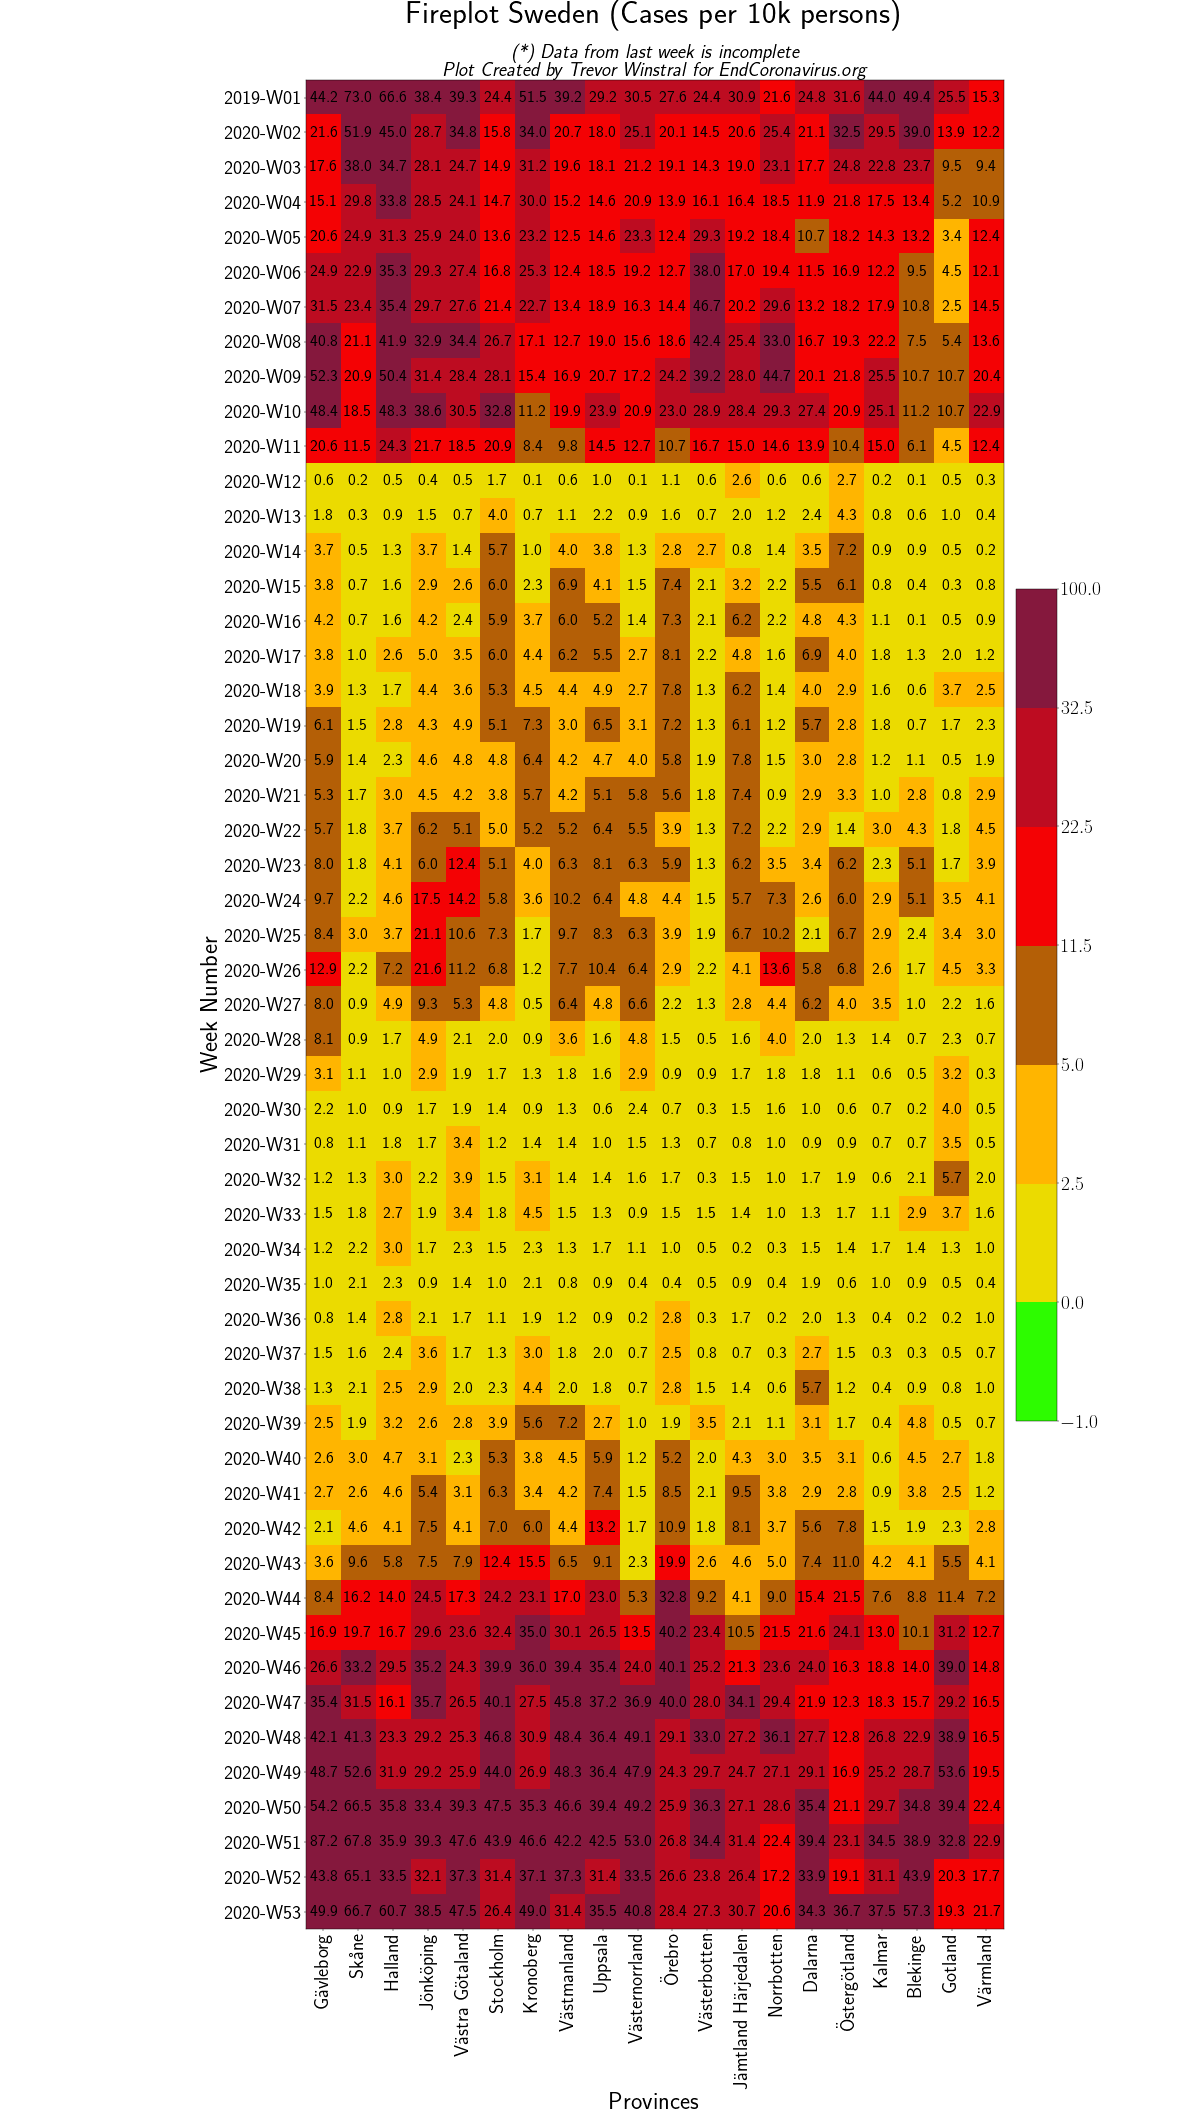 Fireplot Sweden (Cases per 10k persons)
(*) Data from last week is incomplete
Plot Created by Trevor Winstral for EndCoronavirus.org
2019-W01 44.2 73.0 66.6 38.4 39.3 24.4 51.5 39.2 29.2 30.5 27.6 24.4 30.9 21.6 24.8 31.6 44.0 49.4 25.5 15.3
2020-W02 21.6 51.9 45.0 28.7 34.8 15.8 34.0 20.7 18.0 25.1 20.1 14.5 20.6 25.4 21.1 32.5 29.5 39.0 13.9 12.2
2020-W03 17.6 38.0 34.7 28.1 24.7 14.9 31.2 19.6 18.1 21.2 19.1 14.3 19.0 23.1 17.7 24.8 22.8 23.7 9.5 9.4
2020-W04 15.1 29.8 33.8 28.5 24.1 14.7 30.0 15.2 14.6 20.9 13.9 16.1 16.4 18.5 11.9 21.8 17.5 13.4 5.2 10.9
2020-W05 20.6 24.9 31.3 25.9 24.0 13.6 23.2 12.5 14.6 23.3 12.4 29.3 19.2 18.4 10.7 18.2 14.3 13.2 3.4 12.4
2020-W06 24.9 22.9 35.3 29.3 27.4 16.8 25.3 12.4 18.5 19.2 12.7 38.0 17.0 19.4 11.5 16.9 12.2 9.5 4.5 12.1
2020-W07 31.5 23.4 35.4 29.7 27.6 21.4 22.7 13.4 18.9 16.3 14.4 46.7 20.2 29.6 13.2 18.2 17.9 10.8 2.5 14.5
2020-W08 40.8 21.1 41.9 32.9 34.4 26.7 17.1 12.7 19.0 15.6 18.6 42.4 25.4 33.0 16.7 19.3 22.2 7.5 5.4 13.6
2020-W09 52.3 20.9 50.4 31.4 28.4 28.1 15.4 16.9 20.7 17.2 24.2 39.2 28.0 44.7 20.1 21.8 25.5 10.7 10.7 20.4
2020-W10 48.4 18.5 48.3 38.6 30.5 32.8 11.2 19.9 23.9 20.9 23.0 28.9 28.4 29.3 27.4 20.9 25.1 11.2 10.7 22.9
2020-W11 20.6 11.5 24.3 21.7 18.5 20.9 8.4 9.8 14.5 12.7 10.7 16.7 15.0 14.6 13.9 10.4 15.0 6.1 4.5 12.4
2020-W12 0.6 0.2 0.5 0.4 0.5 1.7 0.1 0.6 1.0 0.1 1.1 0.6 2.6 0.6 0.6 2.7 0.2 0.1 0.5 0.3
2020-W13 1.8 0.3 0.9 1.5 0.7 4.0 0.7 1.1 2.2 0.9 1.6 0.7 2.0 1.2 2.4 4.3 0.8 0.6 1.0 0.4
2020-W14 3.7 0.5 1.3 3.7 1.4 5.7 1.0 4.0 3.8 1.3 2.8 2.7 0.8 1.4 3.5 7.2 0.9 0.9 0.5 0.2
2020-W15 3.8 0.7 1.6 2.9 2.6 6.0 2.3 6.9 4.1 1.5 7.4 2.1 3.2 2.2 5.5 6.1 0.8 0.4 0.3 0.8
100.0
2020-W16 4.2 0.7 1.6 4.2 2.4 5.9 3.7 6.0 5.2 1.4 7.3 2.1 6.2 2.2 4.8 4.3 1.1 0.1 0.5 0.9
2020-W17 3.8 1.0 2.6 5.0 3.5 6.0 4.4 6.2 5.5 2.7 8.1 2.2 4.8 1.6 6.9 4.0 1.8 1.3 2.0 1.2
2020-W18 3.9 1.3 1.7 4.4 3.6 5.3 4.5 4.4 4.9 2.7 7.8 1.3 6.2 1.4 4.0 2.9 1.6 0.6 3.7 2.5
32.5
2020-W19 6.1 1.5 2.8 4.3 4.9 5.1 7.3 3.0 6.5 3.1 7.2 1.3 6.1 1.2 5.7 2.8 1.8 0.7 1.7 2.3
2020-W20 5.9 1.4 2.3 4.6 4.8 4.8 6.4 4.2 4.7 4.0 5.8 1.9 7.8 1.5 3.0 2.8 1.2 1.1 0.5 1.9
2020-W21 5.3 1.7 3.0 4.5 4.2 3.8 5.7 4.2 5.1 5.8 5.6 1.8 7.4 0.9 2.9 3.3 1.0 2.8 0.8 2.9
2020-W22 5.7 1.8 3.7 6.2 5.1 5.0 5.2 5.2 6.4 5.5 3.9 1.3 7.2 2.2 2.9 1.4 3.0 4.3 1.8 4.5
22.5
2020-W23 8.0 1.8 4.1 6.0 12.4 5.1 4.0 6.3 8.1 6.3 5.9 1.3 6.2 3.5 3.4 6.2 2.3 5.1 1.7 3.9
2020-W24 9.7 2.2 4.6 17.5 14.2 5.8 3.6 10.2 6.4 4.8 4.4 1.5 5.7 7.3 2.6 6.0 2.9 5.1 3.5 4.1
2020-W25 8.4 3.0 3.7 21.1 10.6 7.3 1.7 9.7 8.3 6.3 3.9 1.9 6.7 10.2 2.1 6.7 2.9 2.4 3.4 3.0
11.5
2020-W26 12.9 2.2 7.2 21.6 11.2 6.8 1.2 7.7 10.4 6.4 2.9 2.2 4.1 13.6 5.8 6.8 2.6 1.7 4.5 3.3
2020-W27 8.0 0.9 4.9 9.3 5.3 4.8 0.5 6.4 4.8 6.6 2.2 1.3 2.8 4.4 6.2 4.0 3.5 1.0 2.2 1.6
Week Number
2020-W28 8.1 0.9 1.7 4.9 2.1 2.0 0.9 3.6 1.6 4.8 1.5 0.5 1.6 4.0 2.0 1.3 1.4 0.7 2.3 0.7
5.0
2020-W29 3.1 1.1 1.0 2.9 1.9 1.7 1.3 1.8 1.6 2.9 0.9 0.9 1.7 1.8 1.8 1.1 0.6 0.5 3.2 0.3
2020-W30 2.2 1.0 0.9 1.7 1.9 1.4 0.9 1.3 0.6 2.4 0.7 0.3 1.5 1.6 1.0 0.6 0.7 0.2 4.0 0.5
2020-W31 0.8 1.1 1.8 1.7 3.4 1.2 1.4 1.4 1.0 1.5 1.3 0.7 0.8 1.0 0.9 0.9 0.7 0.7 3.5 0.5
2020-W32 1.2 1.3 3.0 2.2 3.9 1.5 3.1 1.4 1.4 1.6 1.7 0.3 1.5 1.0 1.7 1.9 0.6 2.1 5.7 2.0
2.5
2020-W33 1.5 1.8 2.7 1.9 3.4 1.8 4.5 1.5 1.3 0.9 1.5 1.5 1.4 1.0 1.3 1.7 1.1 2.9 3.7 1.6
2020-W34 1.2 2.2 3.0 1.7 2.3 1.5 2.3 1.3 1.7 1.1 1.0 0.5 0.2 0.3 1.5 1.4 1.7 1.4 1.3 1.0
2020-W35 1.0 2.1 2.3 0.9 1.4 1.0 2.1 0.8 0.9 0.4 0.4 0.5 0.9 0.4 1.9 0.6 1.0 0.9 0.5 0.4
0.0
2020-W36 0.8 1.4 2.8 2.1 1.7 1.1 1.9 1.2 0.9 0.2 2.8 0.3 1.7 0.2 2.0 1.3 0.4 0.2 0.2 1.0
2020-W37 1.5 1.6 2.4 3.6 1.7 1.3 3.0 1.8 2.0 0.7 2.5 0.8 0.7 0.3 2.7 1.5 0.3 0.3 0.5 0.7
2020-W38 1.3 2.1 2.5 2.9 2.0 2.3 4.4 2.0 1.8 0.7 2.8 1.5 1.4 0.6 5.7 1.2 0.4 0.9 0.8 1.0
−1.0
2020-W39 2.5 1.9 3.2 2.6 2.8 3.9 5.6 7.2 2.7 1.0 1.9 3.5 2.1 1.1 3.1 1.7 0.4 4.8 0.5 0.7
2020-W40 2.6 3.0 4.7 3.1 2.3 5.3 3.8 4.5 5.9 1.2 5.2 2.0 4.3 3.0 3.5 3.1 0.6 4.5 2.7 1.8
2020-W41 2.7 2.6 4.6 5.4 3.1 6.3 3.4 4.2 7.4 1.5 8.5 2.1 9.5 3.8 2.9 2.8 0.9 3.8 2.5 1.2
2020-W42 2.1 4.6 4.1 7.5 4.1 7.0 6.0 4.4 13.2 1.7 10.9 1.8 8.1 3.7 5.6 7.8 1.5 1.9 2.3 2.8
2020-W43 3.6 9.6 5.8 7.5 7.9 12.4 15.5 6.5 9.1 2.3 19.9 2.6 4.6 5.0 7.4 11.0 4.2 4.1 5.5 4.1
2020-W44 8.4 16.2 14.0 24.5 17.3 24.2 23.1 17.0 23.0 5.3 32.8 9.2 4.1 9.0 15.4 21.5 7.6 8.8 11.4 7.2
2020-W45 16.9 19.7 16.7 29.6 23.6 32.4 35.0 30.1 26.5 13.5 40.2 23.4 10.5 21.5 21.6 24.1 13.0 10.1 31.2 12.7
2020-W46 26.6 33.2 29.5 35.2 24.3 39.9 36.0 39.4 35.4 24.0 40.1 25.2 21.3 23.6 24.0 16.3 18.8 14.0 39.0 14.8
2020-W47 35.4 31.5 16.1 35.7 26.5 40.1 27.5 45.8 37.2 36.9 40.0 28.0 34.1 29.4 21.9 12.3 18.3 15.7 29.2 16.5
2020-W48 42.1 41.3 23.3 29.2 25.3 46.8 30.9 48.4 36.4 49.1 29.1 33.0 27.2 36.1 27.7 12.8 26.8 22.9 38.9 16.5
2020-W49 48.7 52.6 31.9 29.2 25.9 44.0 26.9 48.3 36.4 47.9 24.3 29.7 24.7 27.1 29.1 16.9 25.2 28.7 53.6 19.5
2020-W50 54.2 66.5 35.8 33.4 39.3 47.5 35.3 46.6 39.4 49.2 25.9 36.3 27.1 28.6 35.4 21.1 29.7 34.8 39.4 22.4
2020-W51 87.2 67.8 35.9 39.3 47.6 43.9 46.6 42.2 42.5 53.0 26.8 34.4 31.4 22.4 39.4 23.1 34.5 38.9 32.8 22.9
2020-W52 43.8 65.1 33.5 32.1 37.3 31.4 37.1 37.3 31.4 33.5 26.6 23.8 26.4 17.2 33.9 19.1 31.1 43.9 20.3 17.7
2020-W53 49.9 66.7 60.7 38.5 47.5 26.4 49.0 31.4 35.5 40.8 28.4 27.3 30.7 20.6 34.3 36.7 37.5 57.3 19.3 21.7
Gävleborg
Skåne
Halland
Jönköping
Västra Götaland
Stockholm
Kronoberg
Västmanland
Uppsala
Västernorrland
Örebro
Västerbotten
Jämtland Härjedalen
Norrbotten
Dalarna
Östergötland
Kalmar
Blekinge
Gotland
Värmland
Provinces